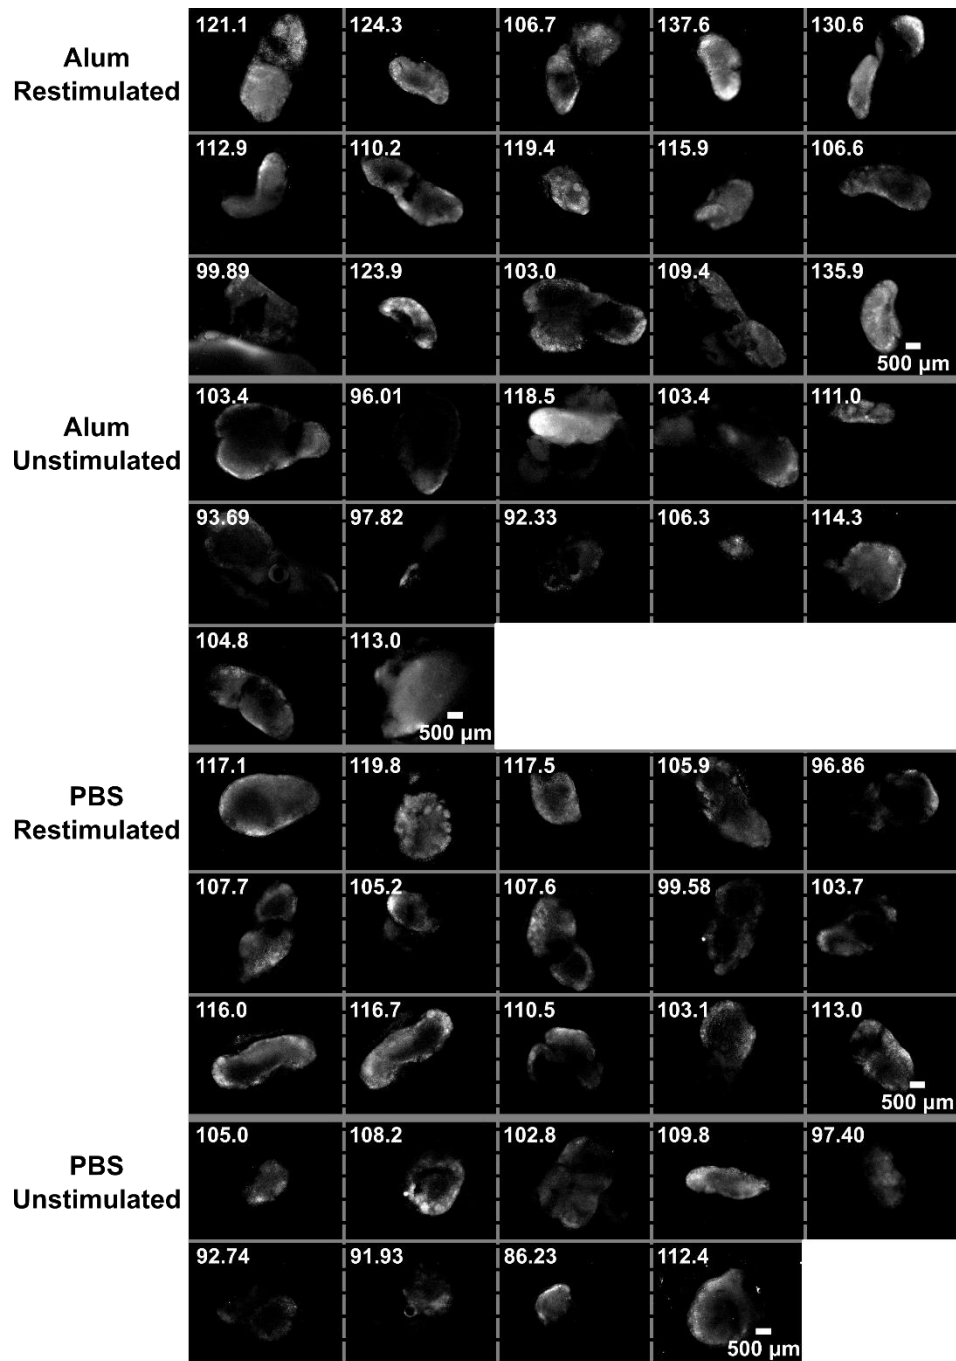 Alum
Restimulated
121.1 124.3 106.7 137.6 130.6
112.9 110.2 119.4 115.9 106.6
99.89 123.9 103.0 109.4 135.9
500 µm
Alum
Unstimulated
103.4 96.01 118.5 103.4 111.0
93.69 97.82 92.33 106.3 114.3
104.8 113.0
500 µm
PBS
Restimulated
117.1 119.8 117.5 105.9 96.86
107.7 105.2 107.6 99.58 103.7
116.0 116.7 110.5 103.1 113.0
500 µm
PBS
Unstimulated
105.0 108.2 102.8 109.8 97.40
92.74 91.93 86.23 112.4
500 µm